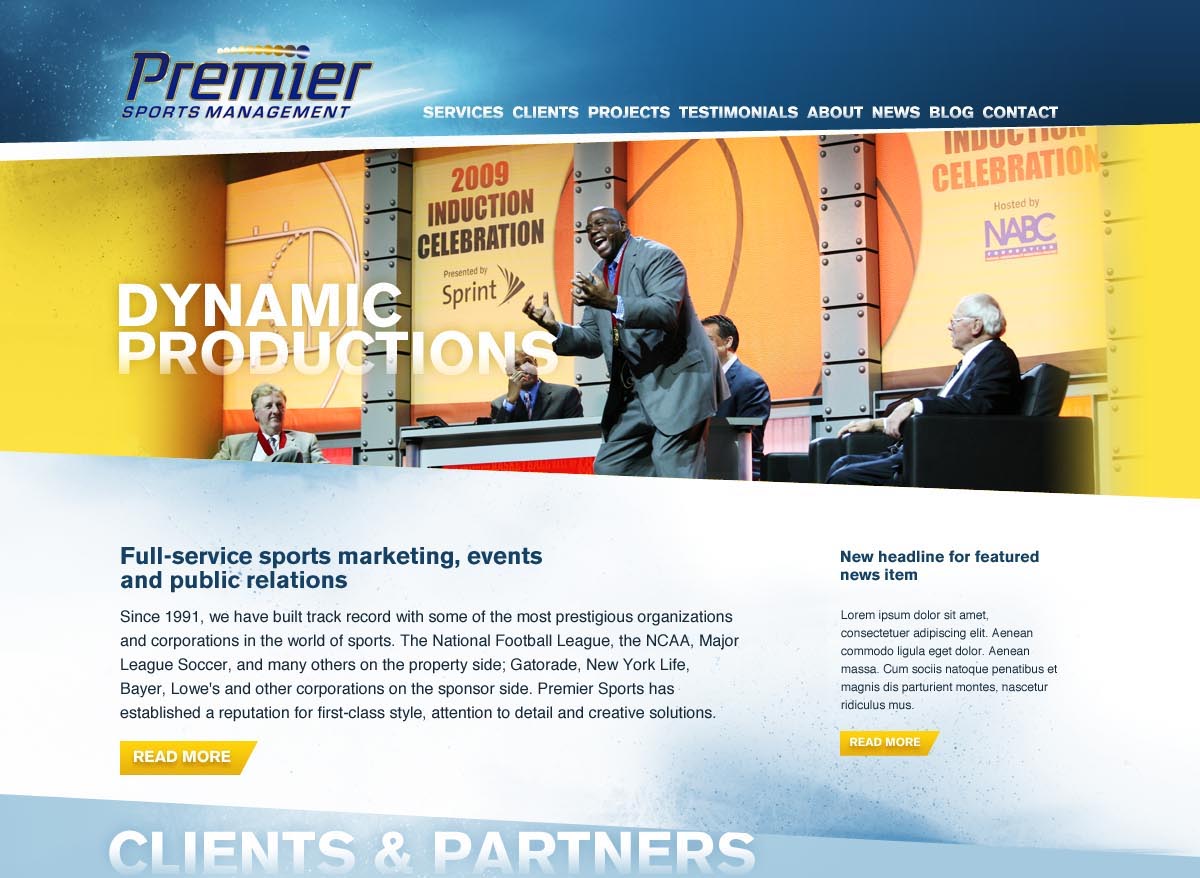 Premier
SPORTS MANAGEMENT
SERVICES CLIENTS PROJECTS TESTIMONIALS ABOUT NEWS BLOG CONTACT
2009
INDUCTION
CELEBRATION
Presented by
Sprint
INDUCTION
CELEBRATION
Hosted by
NABC
FOUNDATION
DYNAMIC
PRODUCTIONS
Full-service sports marketing, events
and public relations
Since 1991, we have built track record with some of the most prestigious organizations
and corporations in the world of sports. The National Football League, the NCAA, Major
League Soccer, and many others on the property side; Gatorade, New York Life,
Bayer, Lowe's and other corporations on the sponsor side. Premier Sports has
established a reputation for first-class style, attention to detail and creative solutions.
READ MORE
New headline for featured
news item
Lorem ipsum dolor sit amet,
consectetuer adipiscing elit. Aenean
commodo ligula eget dolor. Aenean
massa. Cum sociis natoque penatibus et
magnis dis parturient montes, nascetur
ridiculus mus.
READ MORE
CLIENTS & PARTNERS